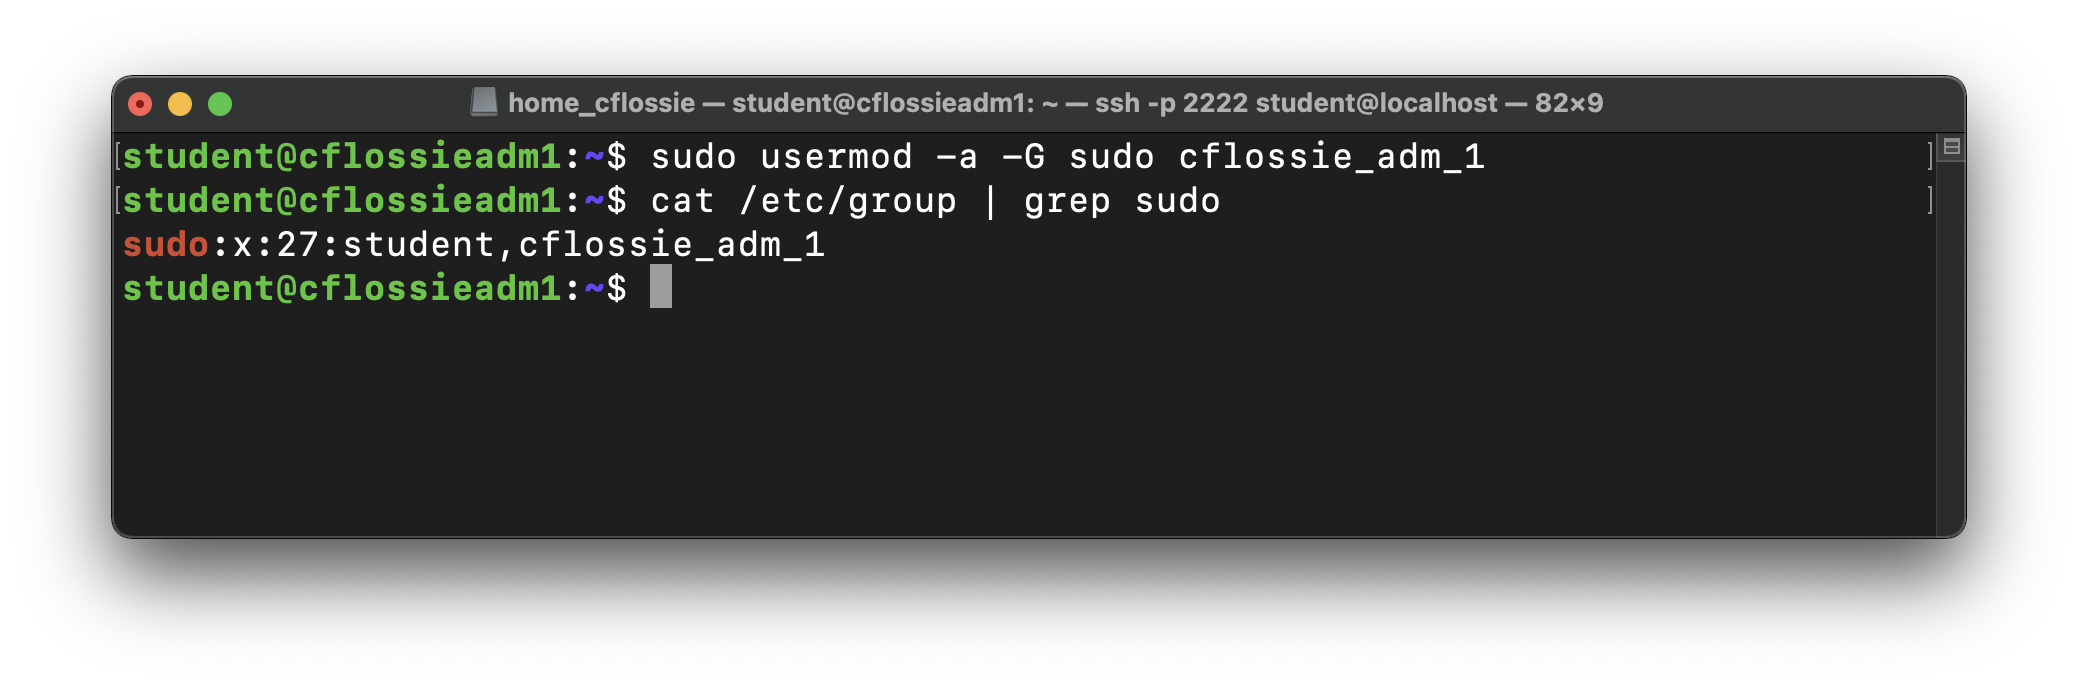 home_cflossie — student@cflossieadm1: ~ — ssh -p 2222 student@localhost — 82×9
[student@cflossieadm1:~$ sudo usermod -a -G sudo cflossie_adm_1 ]
[student@cflossieadm1:~$ cat /etc/group | grep sudo ]
sudo:x:27:student,cflossie_adm_1
student@cflossieadm1:~$